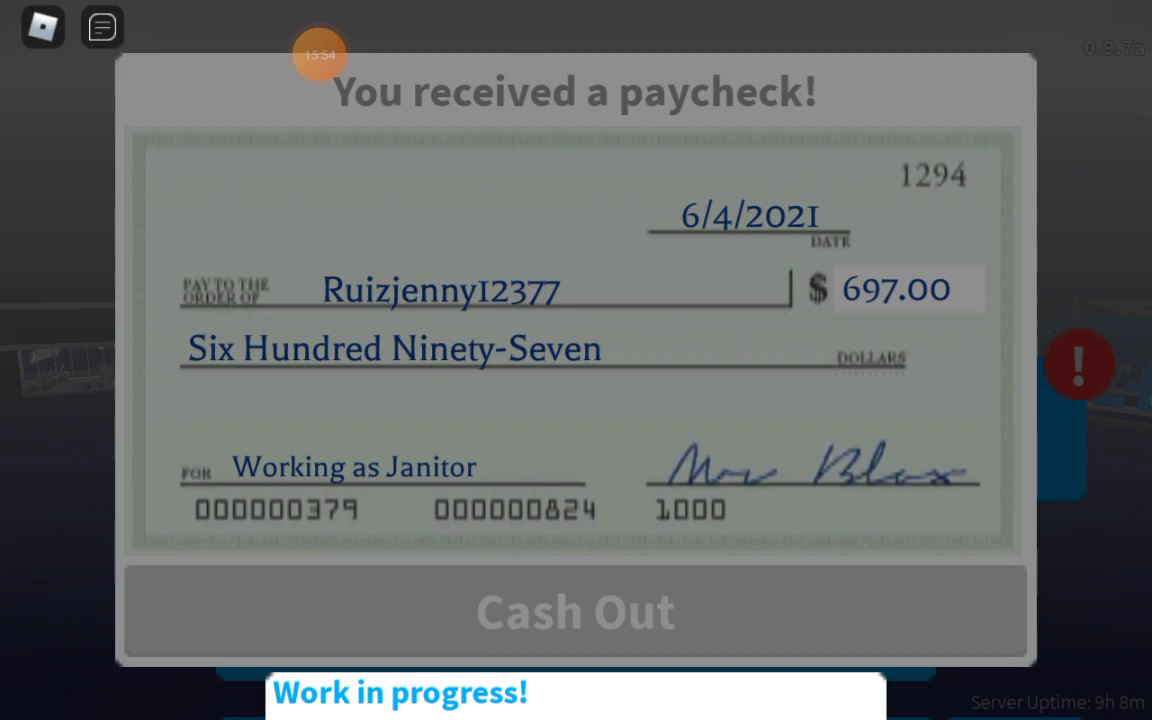 0.9.7a
15:54
You received a paycheck!
1294
6/4/2021
DATE
PAY TO THE
ORDER OF
Ruizjenny12377
$ 697.00
Six Hundred Ninety-Seven
DOLLARS
FOR Working as Janitor
Mr Blox
000000379 000000824 1000
Cash Out
!
Work in progress!
Server Uptime: 9h 8m